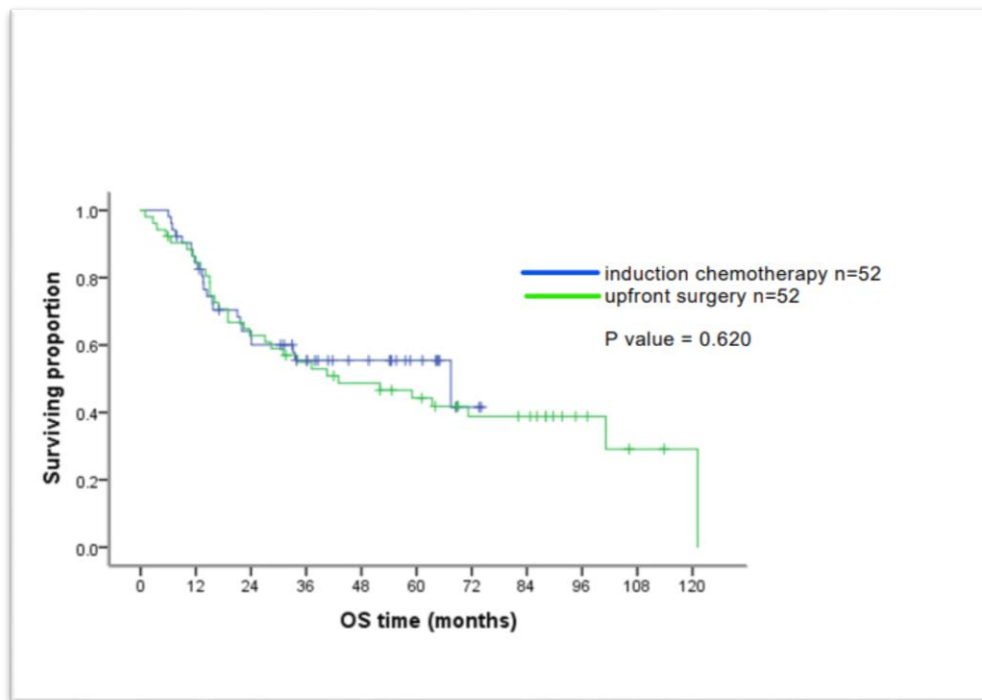 induction chemotherapy n=52
upfront surgery n=52
P value = 0.620
Surviving proportion
1.0
0.8
0.6
0.4
0.2
0.0
0 12 24 36 48 60 72 84 96 108 120
OS time (months)